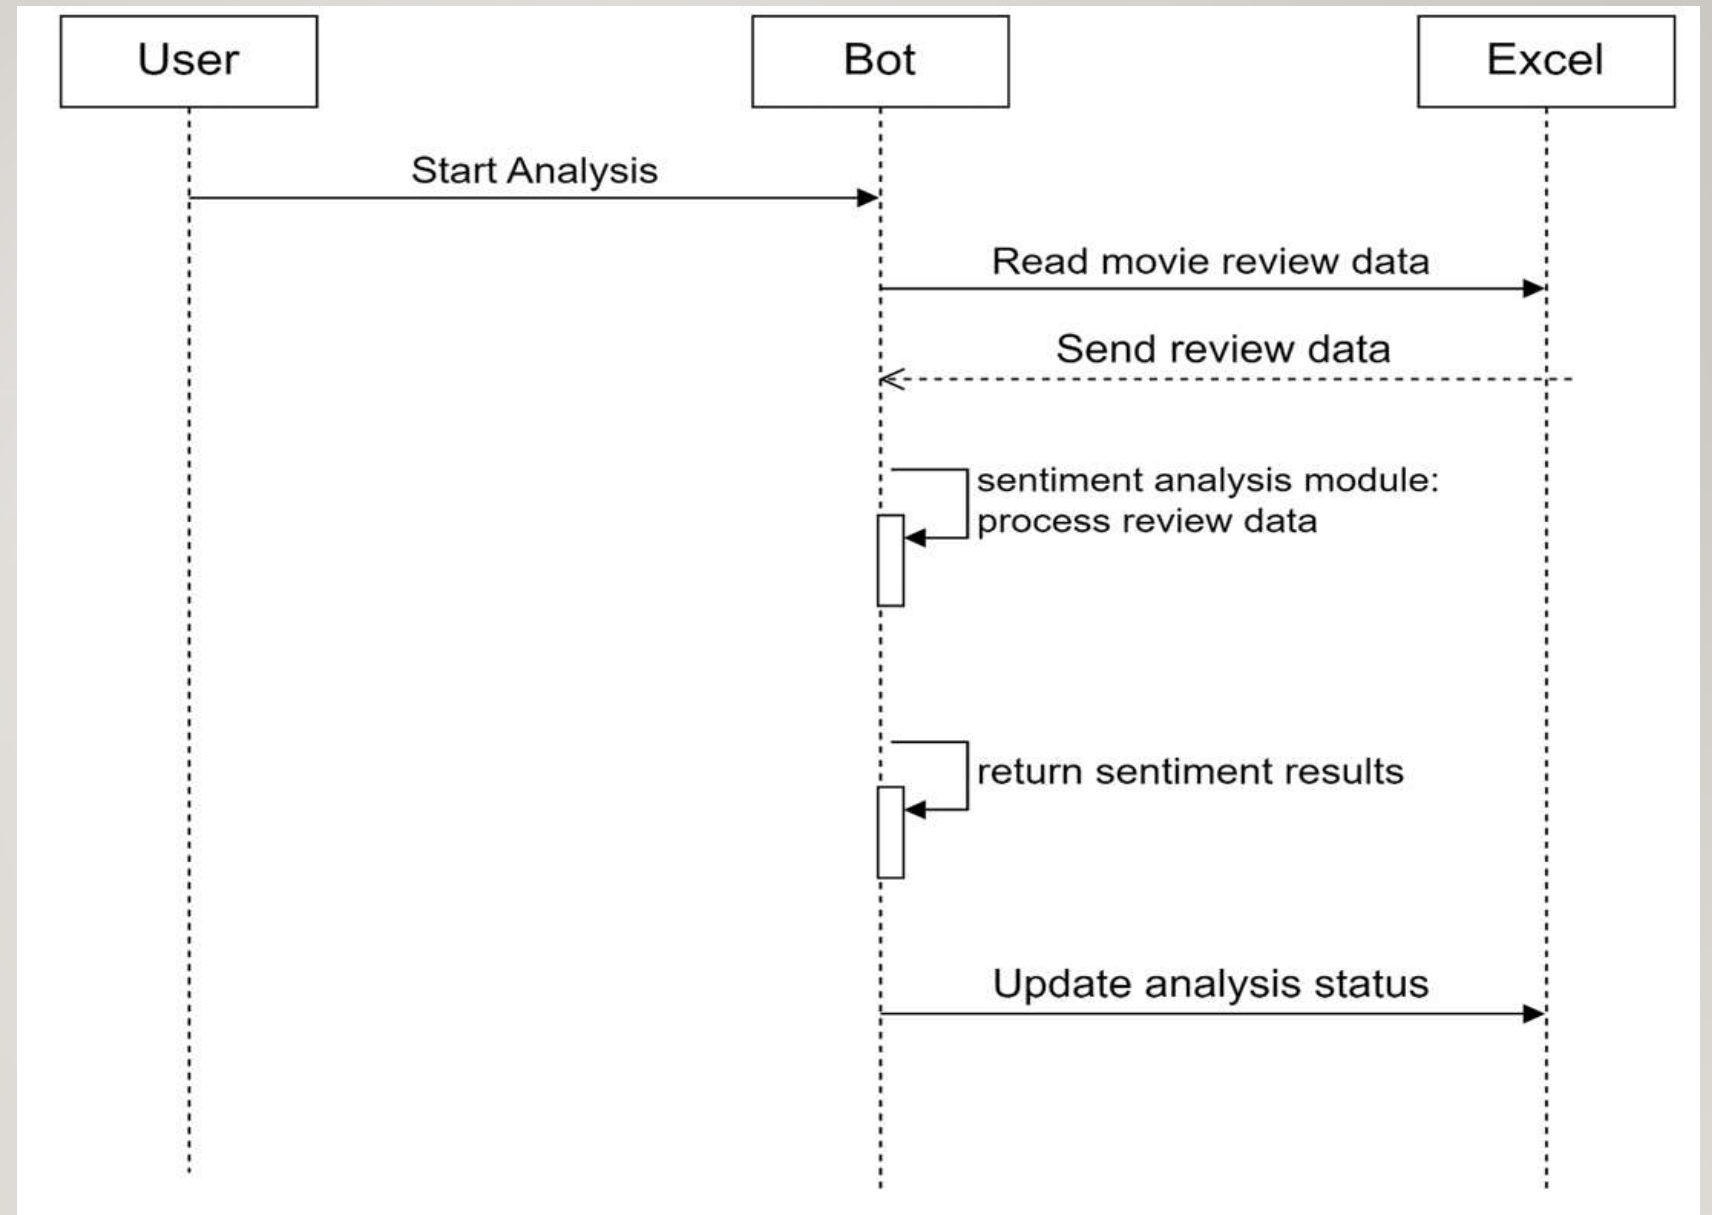 User
Bot
Excel
Start Analysis
Read movie review data
Send review data
sentiment analysis module:
process review data
return sentiment results
Update analysis status